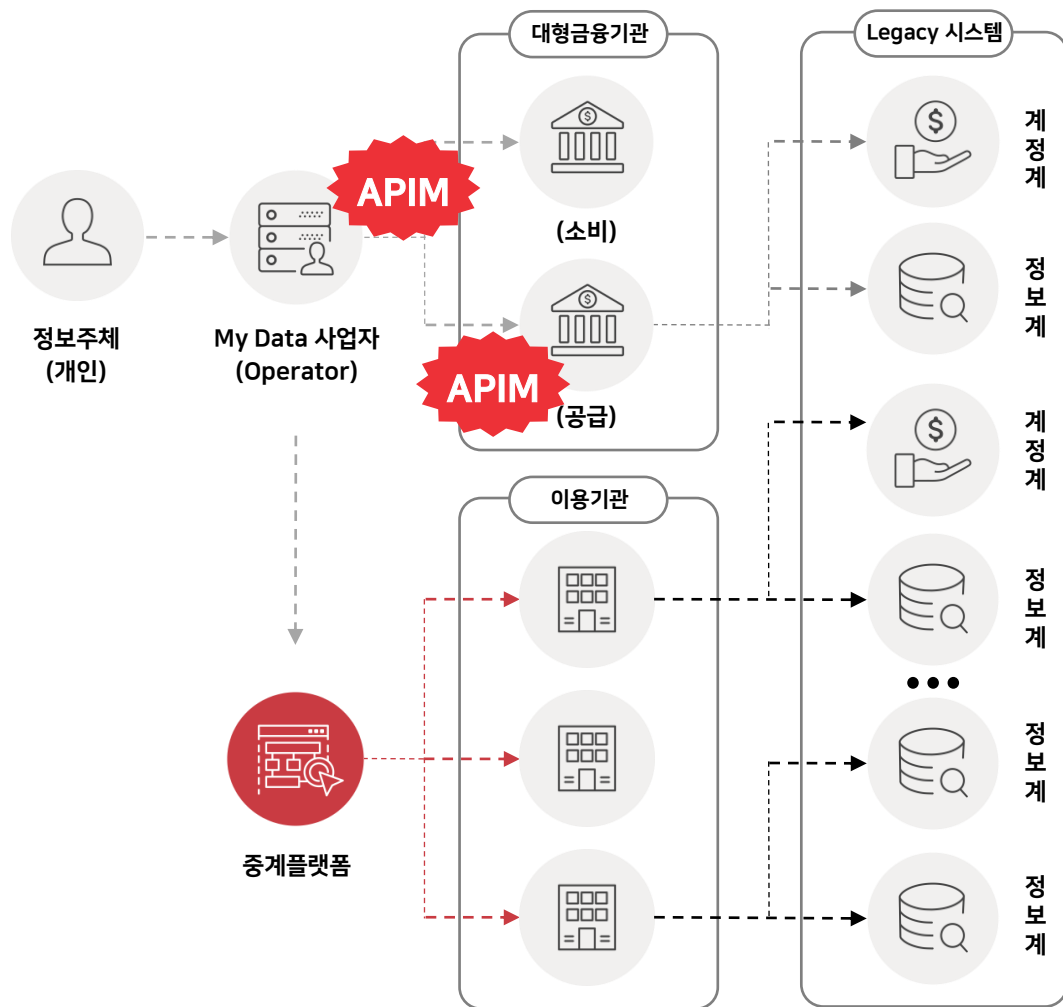 대형금융기관
Legacy 시스템
APIM
(소비)
정보주체
(개인)
My Data 사업자
(Operator)
APIM
(공급)
이용기관
중계플랫폼
계
정
계
정
보
계
계
정
계
정
보
계
정
보
계
정
보
계